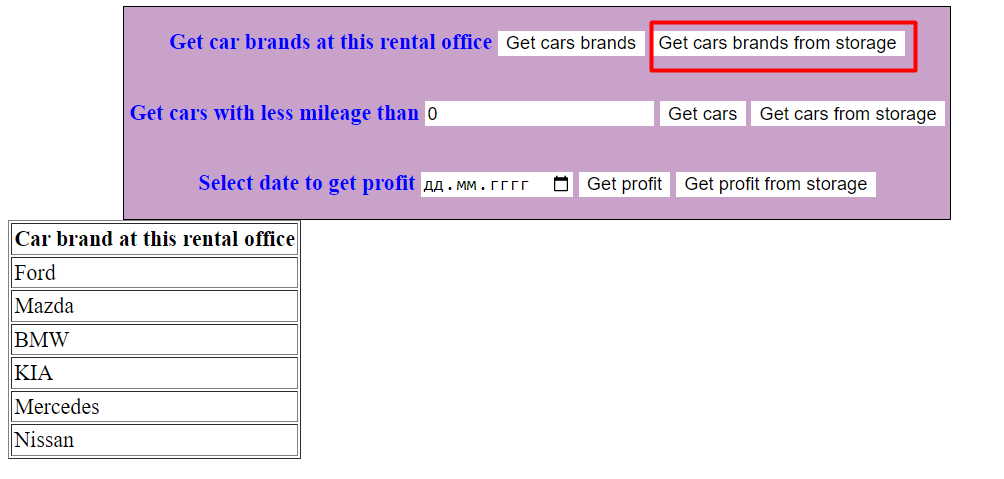 Get car brands at this rental office Get cars brands Get cars brands from storage
Get cars with less mileage than 0 Get cars Get cars from storage
Select date to get profit дд.мм.гггг Get profit Get profit from storage
Car brand at this rental office
Ford
Mazda
BMW
KIA
Mercedes
Nissan